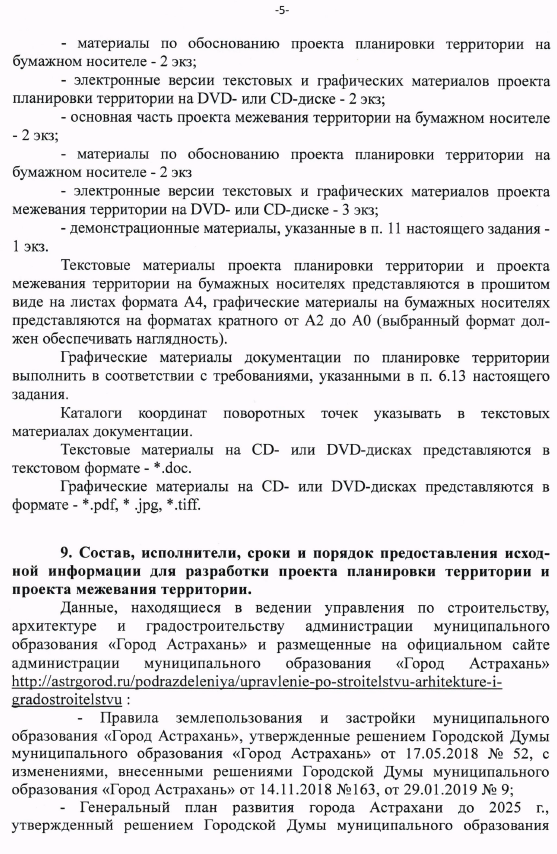 -5-
- материалы по обоснованию проекта планировки территории на
бумажном носителе - 2 экз;
- электронные версии текстовых и графических материалов проекта
планировки территории на DVD- или CD-диске - 2 экз;
- основная часть проекта межевания территории на бумажном носителе
- 2 экз;
- материалы по обоснованию проекта планировки территории на
бумажном носителе - 2 экз
- электронные версии текстовых и графических материалов проекта
межевания территории на DVD- или CD-диске - 3 экз;
- демонстрационные материалы, указанные в п. 11 настоящего задания -
1 экз.
Текстовые материалы проекта планировки территории и проекта
межевания территории на бумажных носителях представляются в прошитом
виде на листах формата А4, графические материалы на бумажных носителях
представляются на форматах кратного от А2 до А0 (выбранный формат дол-
жен обеспечивать наглядность).
Графические материалы документации по планировке территории
выполнить в соответствии с требованиями, указанными в п. 6.13 настоящего
задания.
Каталоги координат поворотных точек указывать в текстовых
материалах документации.
Текстовые материалы на CD- или DVD-дисках представляются в
текстовом формате - *.doc.
Графические материалы на CD- или DVD-дисках представляются в
формате - *.pdf, * .jpg, *.tiff.
9. Состав, исполнители, сроки и порядок предоставления исход-
ной информации для разработки проекта планировки территории и
проекта межевания территории.
Данные, находящиеся в ведении управления по строительству,
архитектуре и градостроительству администрации муниципального
образования «Город Астрахань» и размещенные на официальном сайте
администрации муниципального образования «Город Астрахань»
http://astrgorod.ru/podrazdeleniya/upravlenie-po-stroitelstvu-arhitekture-i-
gradostroitelstvu :
- Правила землепользования и застройки муниципального
образования «Город Астрахань», утвержденные решением Городской Думы
муниципального образования «Город Астрахань» от 17.05.2018 № 52, с
изменениями, внесенными решениями Городской Думы муниципального
образования «Город Астрахань» от 14.11.2018 №163, от 29.01.2019 № 9;
- Генеральный план развития города Астрахани до 2025 г.,
утвержденный решением Городской Думы муниципального образования